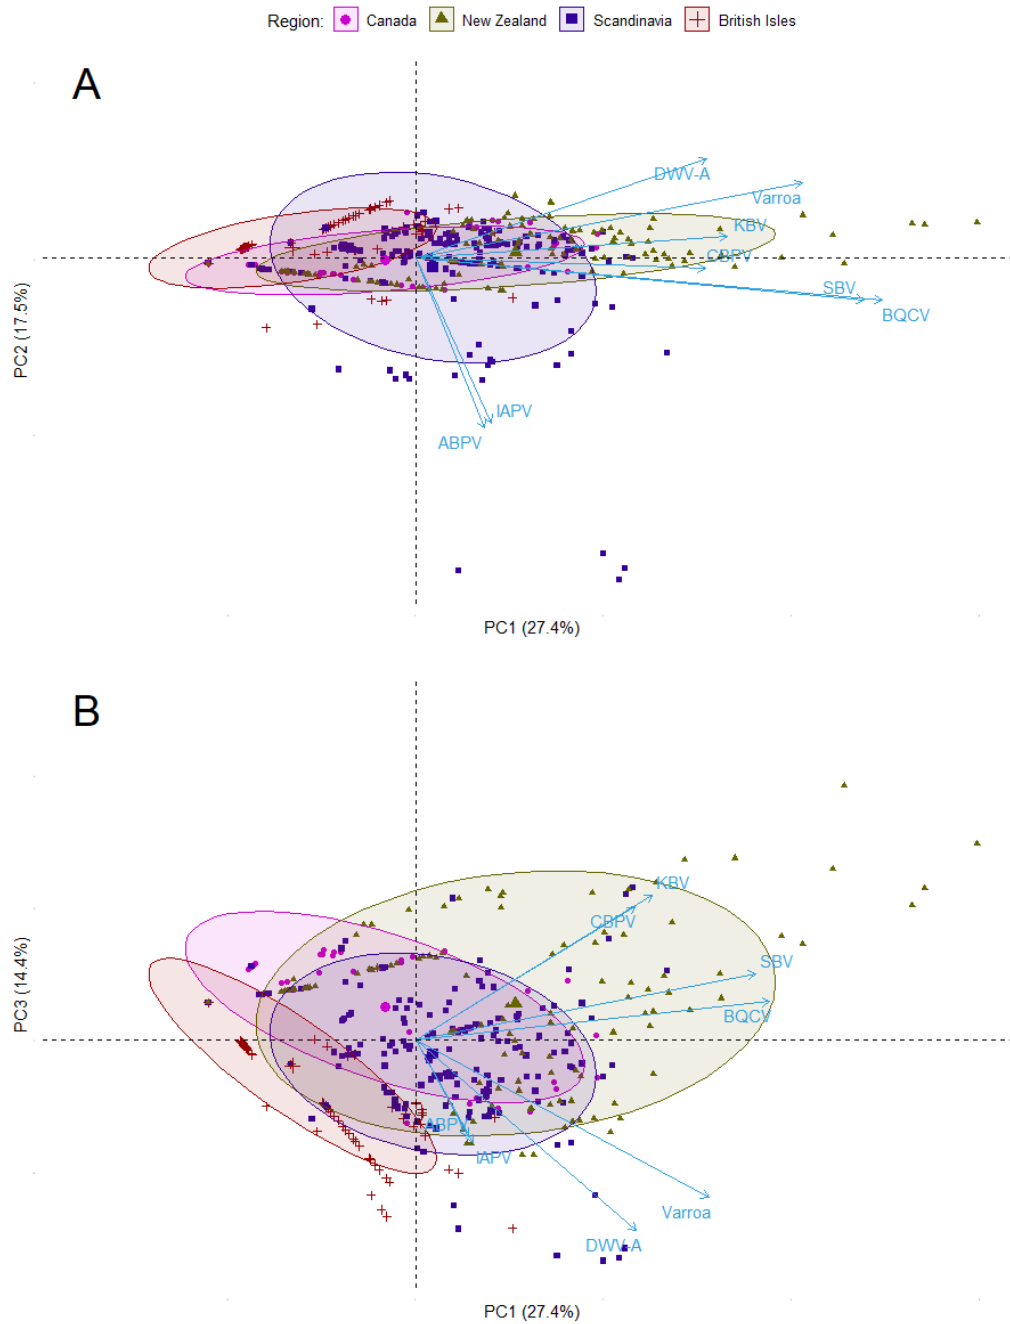 Region: Canada New Zealand Scandinavia British Isles
A
DWV-A
Varroa
KBV
CBPV
SBV
BQCV
IAPV
ABPV
PC2 (17.5%)
PC1 (27.4%)
B
KBV
CBPV
SBV
BQCV
ABPV
IAPV
Varroa
DWV-A
PC3 (14.4%)
PC1 (27.4%)